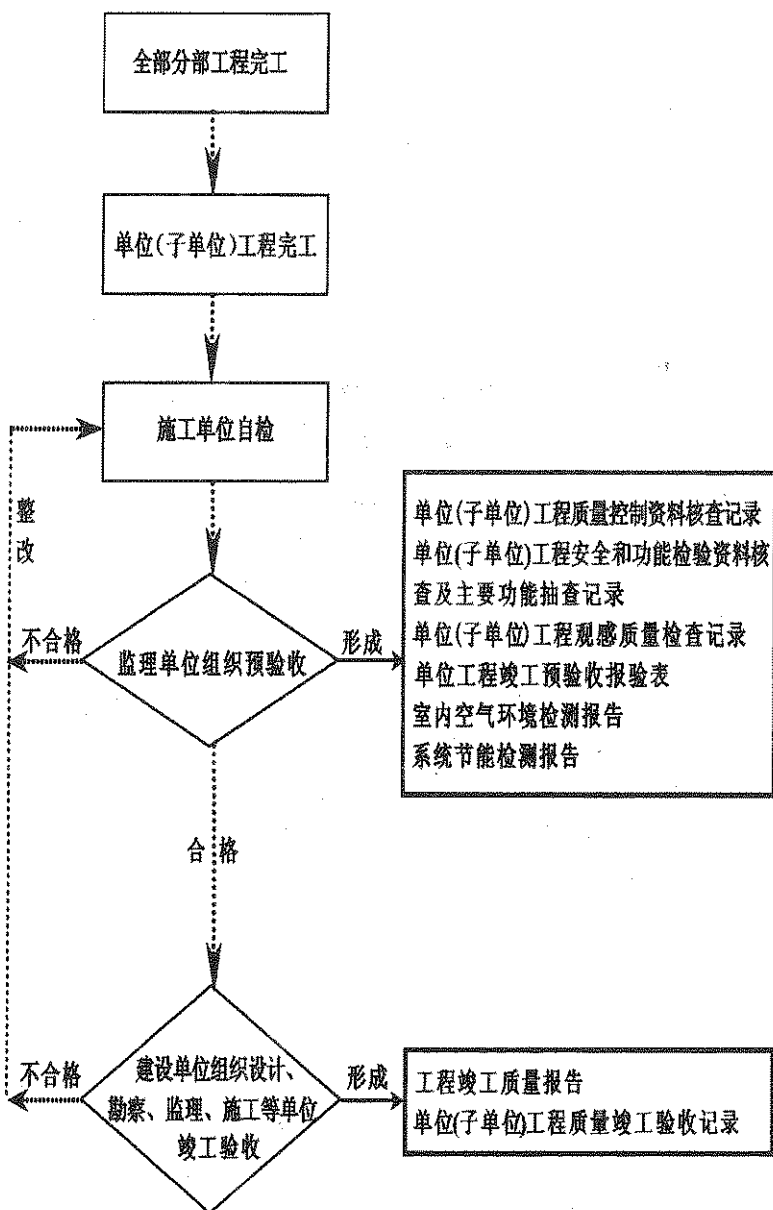 全部分部工程完工
单位(子单位)工程完工
施工单位自检
整
改
单位(子单位)工程质量控制资料核查记录
单位(子单位)工程安全和功能检验资料核
查及主要功能抽查记录
单位(子单位)工程观感质量检查记录
单位工程竣工预验收报验表
室内空气环境检测报告
系统节能检测报告
不合格
监理单位组织预验收
形成
合格
不合格
建设单位组织设计、
勘察、监理、施工等单位
竣工验收
形成
工程竣工质量报告
单位(子单位)工程质量竣工验收记录